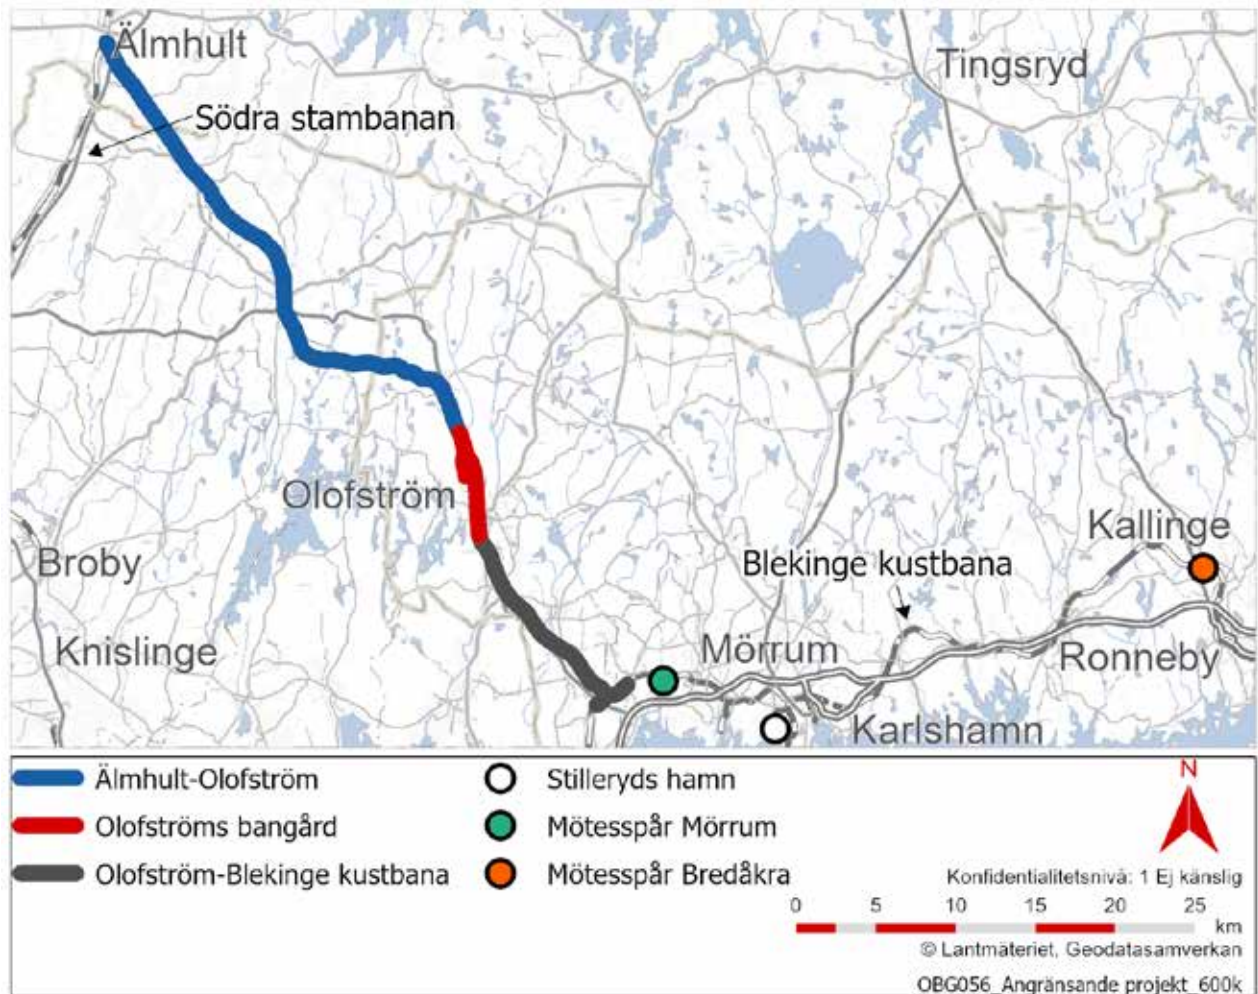 Älmhult
Tingsryd
Södra stambanan
Olofström
Kallinge
Broby
Blekinge kustbana
Knislinge
Mörrum
Ronneby
Karlshamn
Älmhult-Olofström
Stilleryds hamn
N
Olofströms bangård
Mötesspår Mörrum
Olofström-Blekinge kustbana
Mötesspår Bredåkra
Konfidentialitetsnivå: 1 Ej känslig
0 5 10 15 20 25
km
© Lantmäteriet, Geodatasamverkan
OBG056_Angränsande projekt_600k